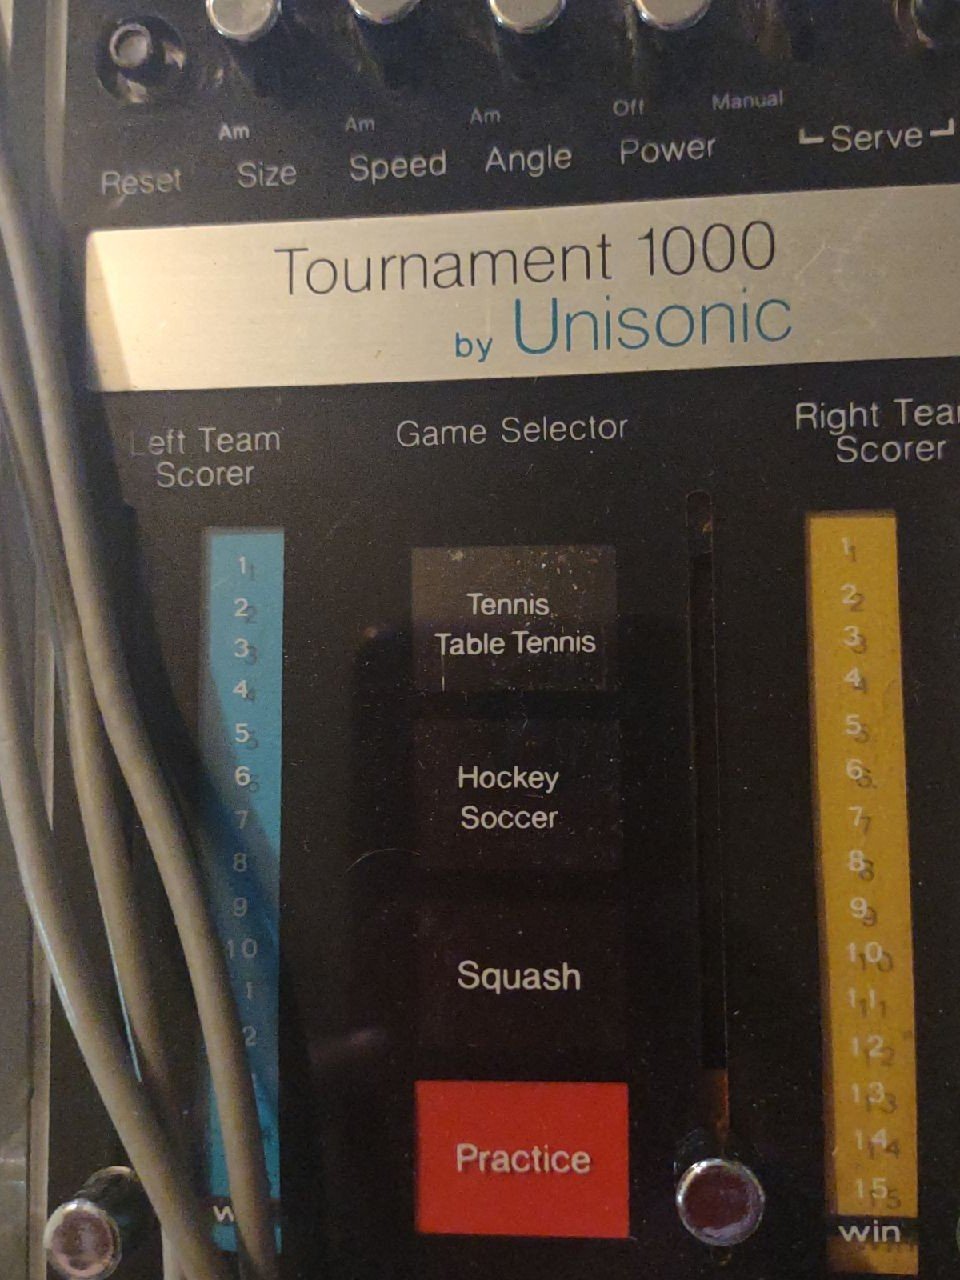 Am
Am
Am
Off
Manual
Reset
Size
Speed
Angle
Power
Serve
Tournament 1000
by Unisonic
Left Team
Scorer
Game Selector
Right
Scorer
1
2
3
4
5
6
7
8
9
10
Tennis
Table Tennis
Hockey
Soccer
Squash
Practice
1
2
3
4
5
6
7
8
9
10
11
12
13
14
15
win